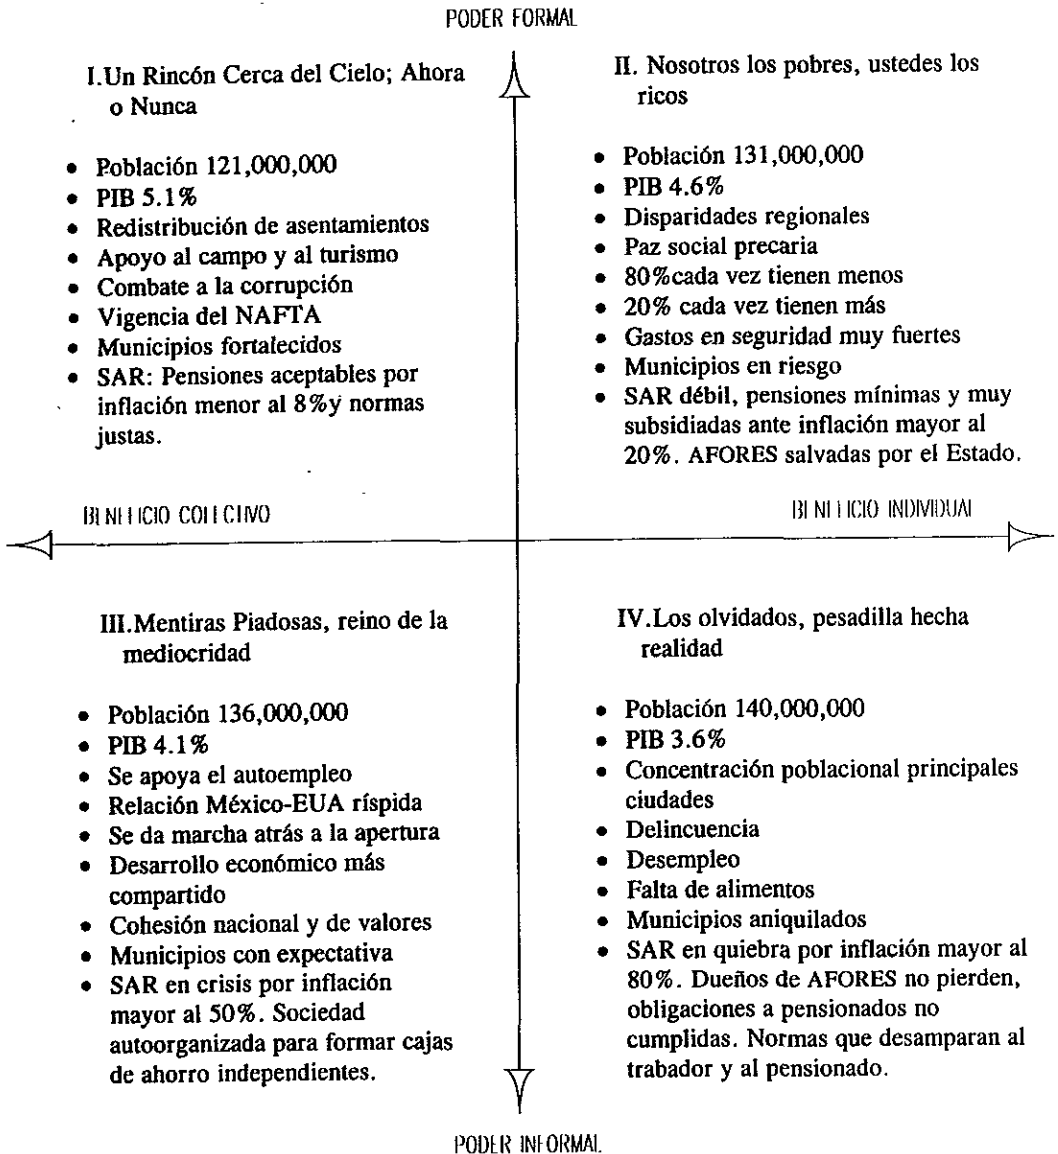 PODER FORMAL
I.Un Rincón Cerca del Cielo; Ahora
o Nunca
• Población 121,000,000
• PIB 5.1%
• Redistribución de asentamientos
• Apoyo al campo y al turismo
• Combate a la corrupción
• Vigencia del NAFTA
• Municipios fortalecidos
• SAR: Pensiones aceptables por
inflación menor al 8%y normas
justas.
II. Nosotros los pobres, ustedes los
ricos
• Población 131,000,000
• PIB 4.6%
• Disparidades regionales
• Paz social precaria
• 80%cada vez tienen menos
• 20% cada vez tienen más
• Gastos en seguridad muy fuertes
• Municipios en riesgo
• SAR débil, pensiones mínimas y muy
subsidiadas ante inflación mayor al
20%. AFORES salvadas por el Estado.
BENEFICIO COLECTIVO
BENEFICIO INDIVIDUAL
III.Mentiras Piadosas, reino de la
mediocridad
• Población 136,000,000
• PIB 4.1%
• Se apoya el autoempleo
• Relación México-EUA ríspida
• Se da marcha atrás a la apertura
• Desarrollo económico más
compartido
• Cohesión nacional y de valores
• Municipios con expectativa
• SAR en crisis por inflación
mayor al 50%. Sociedad
autoorganizada para formar cajas
de ahorro independientes.
IV.Los olvidados, pesadilla hecha
realidad
• Población 140,000,000
• PIB 3.6%
• Concentración poblacional principales
ciudades
• Delincuencia
• Desempleo
• Falta de alimentos
• Municipios aniquilados
• SAR en quiebra por inflación mayor al
80%. Dueños de AFORES no pierden,
obligaciones a pensionados no
cumplidas. Normas que desamparan al
trabador y al pensionado.
PODER INFORMAL